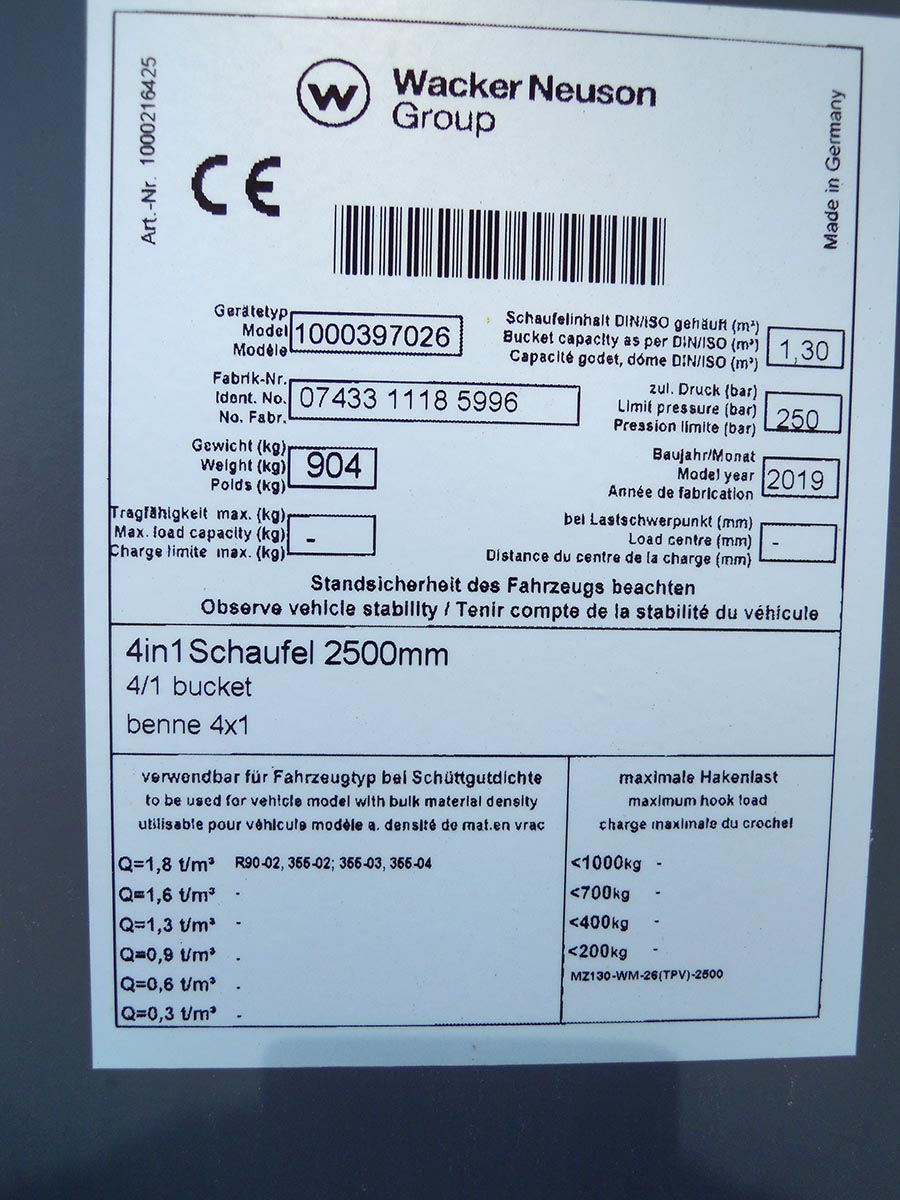 Art.-Nr. 1000216425
W
Wacker Neuson
Group
CE
Made in Germany
Gerätetyp
Model
Modèle
1000397026
Schaufelinhalt DIN/ISO gehäuft (m³)
Bucket capacity as per DIN/ISO (m³)
Capacité godet, dôme DIN/ISO (m³)
1,30
Fabrik-Nr.
Ident. No.
No. Fabr.
07433 1118 5996
zul. Druck (bar)
Limit pressure (bar)
Pression limite (bar)
250
Gewicht (kg)
Weight (kg)
Poids (kg)
904
Baujahr/Monat
Model year
Année de fabrication
2019
Tragfähigkeit max. (kg)
Max. load capacity (kg)
Charge limite max. (kg)
-
bei Lastschwerpunkt (mm)
Load centre (mm)
Distance du centre de la charge (mm)
-
Standsicherheit des Fahrzeugs beachten
Observe vehicle stability / Tenir compte de la stabilité du véhicule
4in1 Schaufel 2500mm
4/1 bucket
benne 4x1
verwendbar für Fahrzeugtyp bei Schüttgutdichte
to be used for vehicle model with bulk material density
utilisable pour véhicule modèle a. densité de mat.en vrac
Q=1,8 t/m³ R90-02, 355-02; 355-03, 355-04
Q=1,6 t/m³ -
Q=1,3 t/m³ -
Q=0,9 t/m³ -
Q=0,6 t/m³ -
Q=0,3 t/m³ -
maximale Hakenlast
maximum hook load
charge maximale du crochet
<1000kg -
<700kg -
<400kg -
<200kg -
MZ130-WM-26(TPV)-2500